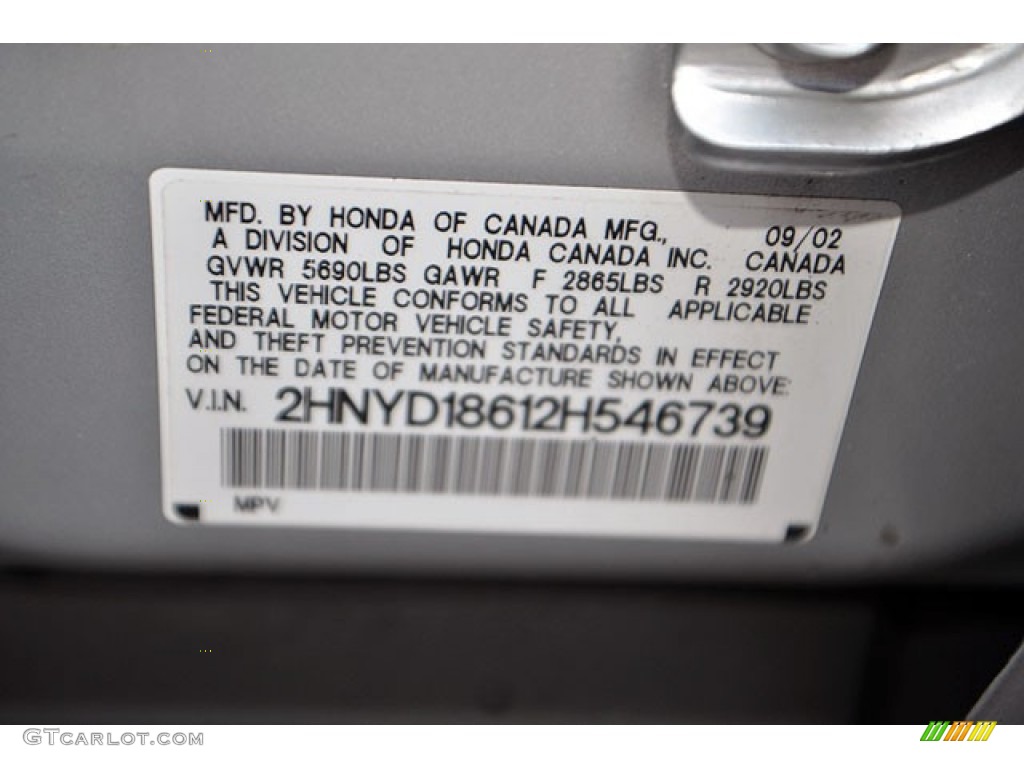 MFD. BY HONDA OF CANADA MFG., 09/02
A DIVISION OF HONDA CANADA INC. CANADA
GVWR 5690LBS GAWR F 2865LBS R 2920LBS
THIS VEHICLE CONFORMS TO ALL APPLICABLE
FEDERAL MOTOR VEHICLE SAFETY,
AND THEFT PREVENTION STANDARDS IN EFFECT
ON THE DATE OF MANUFACTURE SHOWN ABOVE.
V.I.N. 2HNYD18612H546739
MPV
GTCARLOT.COM